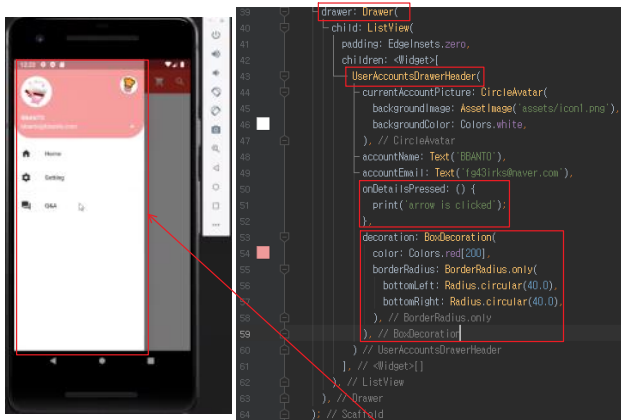 12:23
BBANTO
Home
Setting
Q&A
39 drawer: Drawer(
40 child: ListView(
41 padding: EdgeInsets.zero,
42 children: <Widget>[
43 UserAccountsDrawerHeader(
44 currentAccountPicture: CircleAvatar(
45 backgroundImage: AssetImage('assets/icon1.png'),
46 backgroundColor: Colors.white,
47 ), // CircleAvatar
48 accountName: Text('BBANTO'),
49 accountEmail: Text('fg43irks@naver.com'),
50 onDetailsPressed: () {
51 print('arrow is clicked');
52 },
53 decoration: BoxDecoration(
54 color: Colors.red[200],
55 borderRadius: BorderRadius.only(
56 bottomLeft: Radius.circular(40.0),
57 bottomRight: Radius.circular(40.0),
58 ), // BorderRadius.only
59 ), // BoxDecoration
60 ) // UserAccountsDrawerHeader
61 ], // <Widget>[]
62 ), // ListView
63 ), // Drawer
64 ); // Scaffold